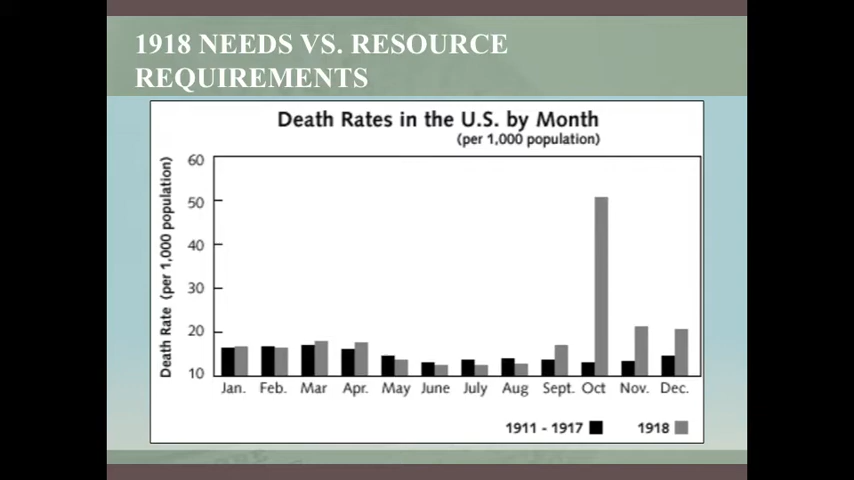 1918 NEEDS VS. RESOURCE
REQUIREMENTS
Death Rates in the U.S. by Month
(per 1,000 population)
Death Rate (per 1,000 population)
60
50
40
30
20
10
Jan. Feb. Mar Apr. May June July Aug Sept. Oct Nov. Dec.
1911 - 1917 1918